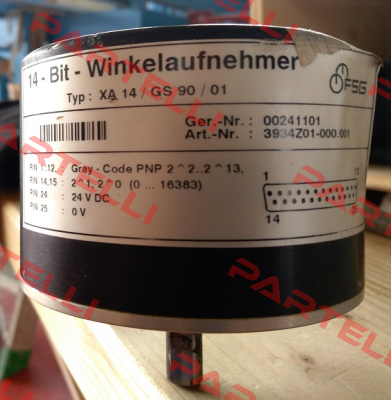 14 - Bit - Winkelaufnehmer
FSG
Typ : XA 14 / GS 90 / 01
Ger.-Nr. : 00241101
Art.-Nr. : 3934Z01-000.001
PIN 1..12, Gray - Code PNP 2^2..2^13,
PIN 14,15 : 2^1, 2^0 (0 ... 16383)
PIN 24 : 24 V DC
PIN 25 : 0 V
1 13
14
PARTELLI
PARTELLI
PARTELLI
PARTELLI